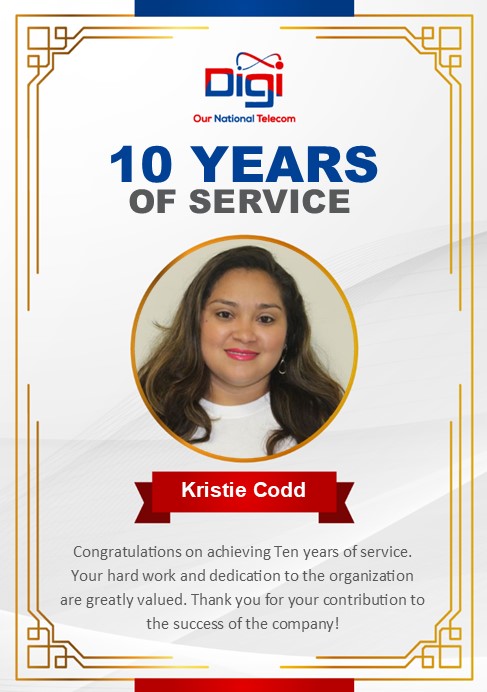 Digi
Our National Telecom
10 YEARS
OF SERVICE
Kristie Codd
Congratulations on achieving Ten years of service.
Your hard work and dedication to the organization
are greatly valued. Thank you for your contribution to
the success of the company!